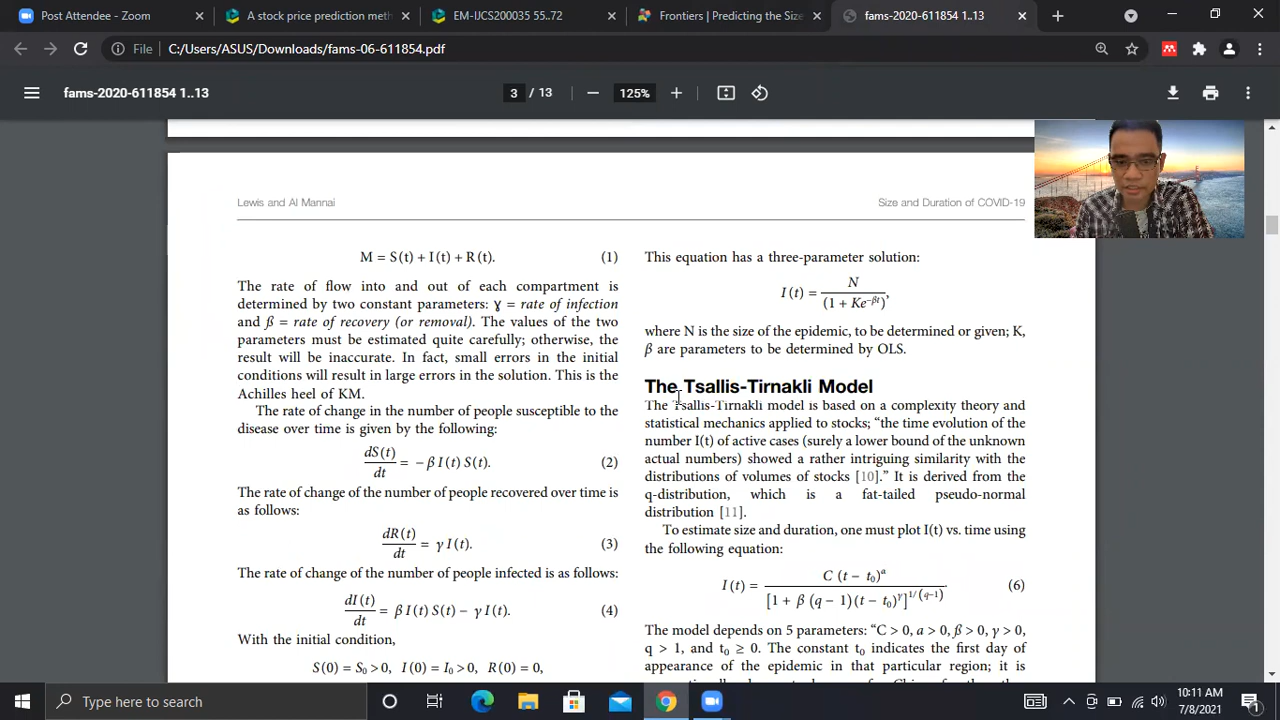 Post Attendee - Zoom
A stock price prediction meth
EM-IJCS200035 55..72
Frontiers | Predicting the Size
fams-2020-611854 1..13
File
C:/Users/ASUS/Downloads/fams-06-611854.pdf
fams-2020-611854 1..13
3 / 13
125%
Lewis and Al Mannai
Size and Duration of COVID-19
M = S(t) + I(t) + R(t). (1)
The rate of flow into and out of each compartment is
determined by two constant parameters: ɣ = rate of infection
and ß = rate of recovery (or removal). The values of the two
parameters must be estimated quite carefully; otherwise, the
result will be inaccurate. In fact, small errors in the initial
conditions will result in large errors in the solution. This is the
Achilles heel of KM.
The rate of change in the number of people susceptible to the
disease over time is given by the following:
dS(t)/dt = −β I(t) S(t). (2)
The rate of change of the number of people recovered over time is
as follows:
dR(t)/dt = γ I(t). (3)
The rate of change of the number of people infected is as follows:
dI(t)/dt = β I(t) S(t) − γ I(t). (4)
With the initial condition,
S(0) = S₀ > 0, I(0) = I₀ > 0, R(0) = 0,
This equation has a three-parameter solution:
I(t) = N/(1 + Ke^−βt),
where N is the size of the epidemic, to be determined or given; K,
β are parameters to be determined by OLS.
The Tsallis-Tirnakli Model
The Tsallis-Tirnakli model is based on a complexity theory and
statistical mechanics applied to stocks; “the time evolution of the
number I(t) of active cases (surely a lower bound of the unknown
actual numbers) showed a rather intriguing similarity with the
distributions of volumes of stocks [10].” It is derived from the
q-distribution, which is a fat-tailed pseudo-normal
distribution [11].
To estimate size and duration, one must plot I(t) vs. time using
the following equation:
I(t) = C (t − t₀)^α / [1 + β (q − 1)(t − t₀)^γ]^1/(q−1). (6)
The model depends on 5 parameters: “C > 0, α > 0, ß > 0, γ > 0,
q > 1, and t₀ ≥ 0. The constant t₀ indicates the first day of
appearance of the epidemic in that particular region; it is
Type here to search
10:11 AM
7/8/2021
1